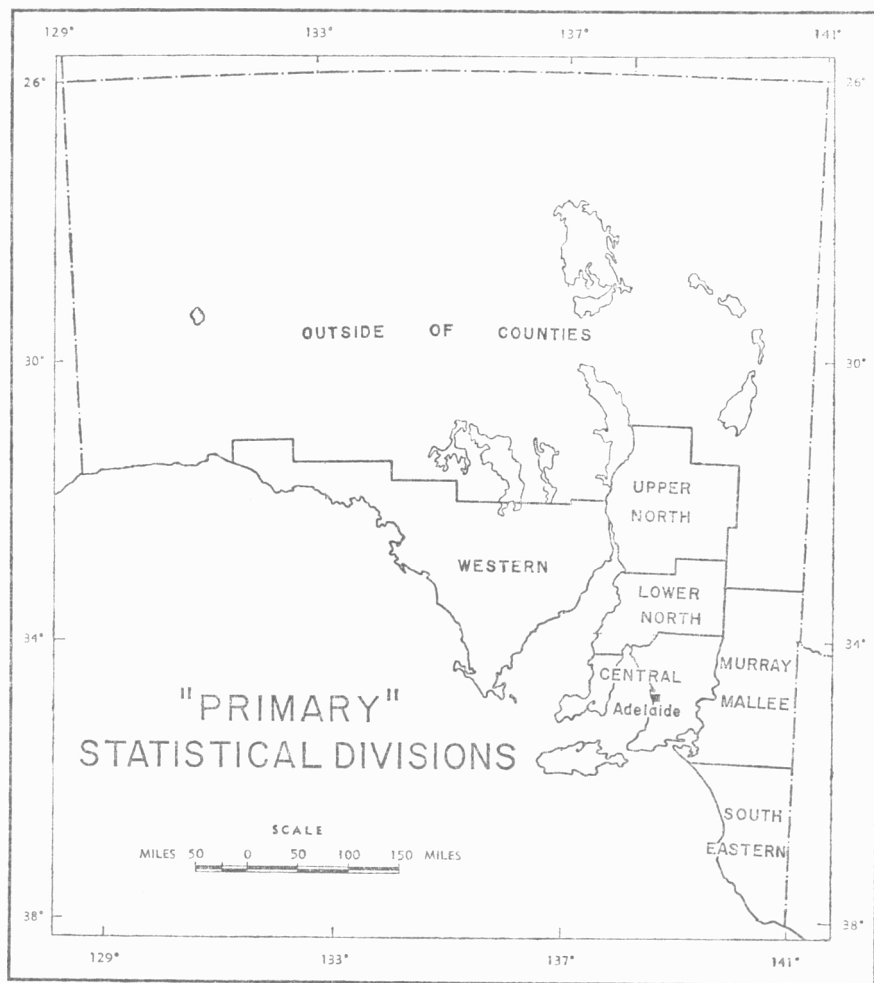 129° 133° 137° 141°
26° 26°
OUTSIDE OF COUNTIES
30° 30°
UPPER
NORTH
WESTERN
LOWER
NORTH
34° 34°
CENTRAL
MURRAY
MALLEE
Adelaide
"PRIMARY"
STATISTICAL DIVISIONS
SOUTH
EASTERN
SCALE
MILES 50 0 50 100 150 MILES
38° 38°
129° 133° 137° 141°